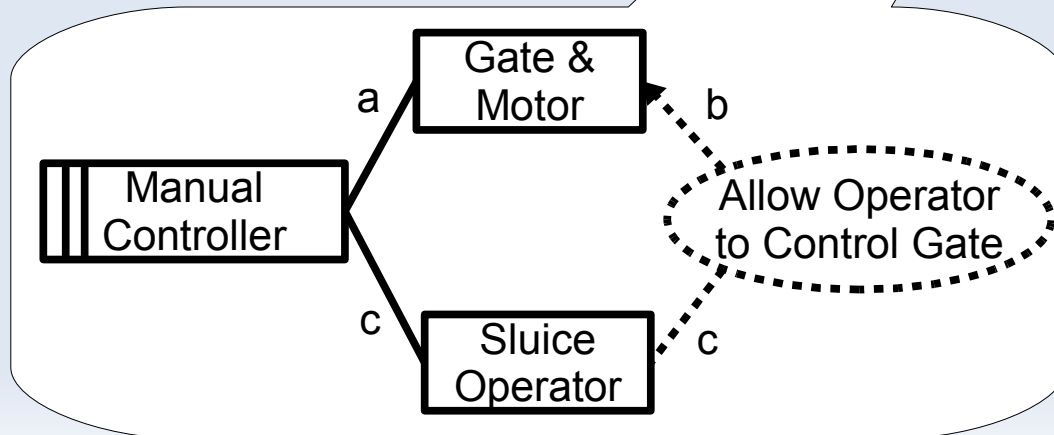 Gate &
Motor
a
b
Manual
Controller
Allow Operator
to Control Gate
c
Sluice
Operator
c